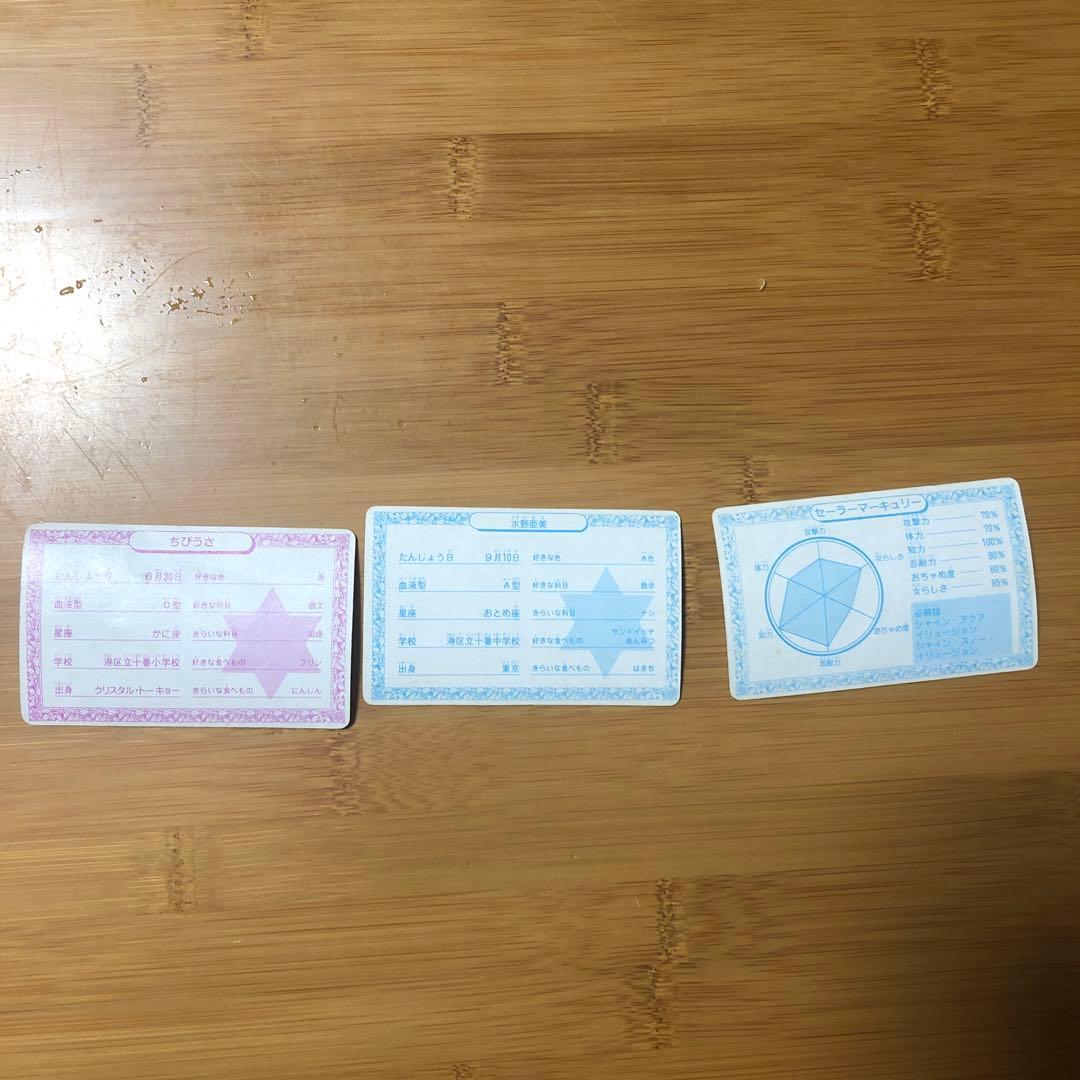 ちびうさ
たんじょう日 6月30日 好きな色 赤
血液型 O型 好きな科目 図工
星座 かに座 きらいな科目 国語
学校 港区立十番小学校 好きな食べもの プリン
出身 クリスタル・トーキョー きらいな食べもの にんじん
水野亜美
たんじょう日 9月10日 好きな色 水色
血液型 A型 好きな科目 数学
星座 おとめ座 きらいな科目 ナシ
学校 港区立十番中学校 好きな食べもの サンドイッチ あんみつ
出身 東京 きらいな食べもの はまち
セーラーマーキュリー
攻撃力
体力
女らしさ
知力
おちゃめ度
忍耐力
攻撃力 70%
体力 70%
知力 100%
忍耐力 90%
おちゃめ度 60%
女らしさ 85%
必殺技
シャイン・アクア
イリュージョン
シャイン・スノー
イリュージョン